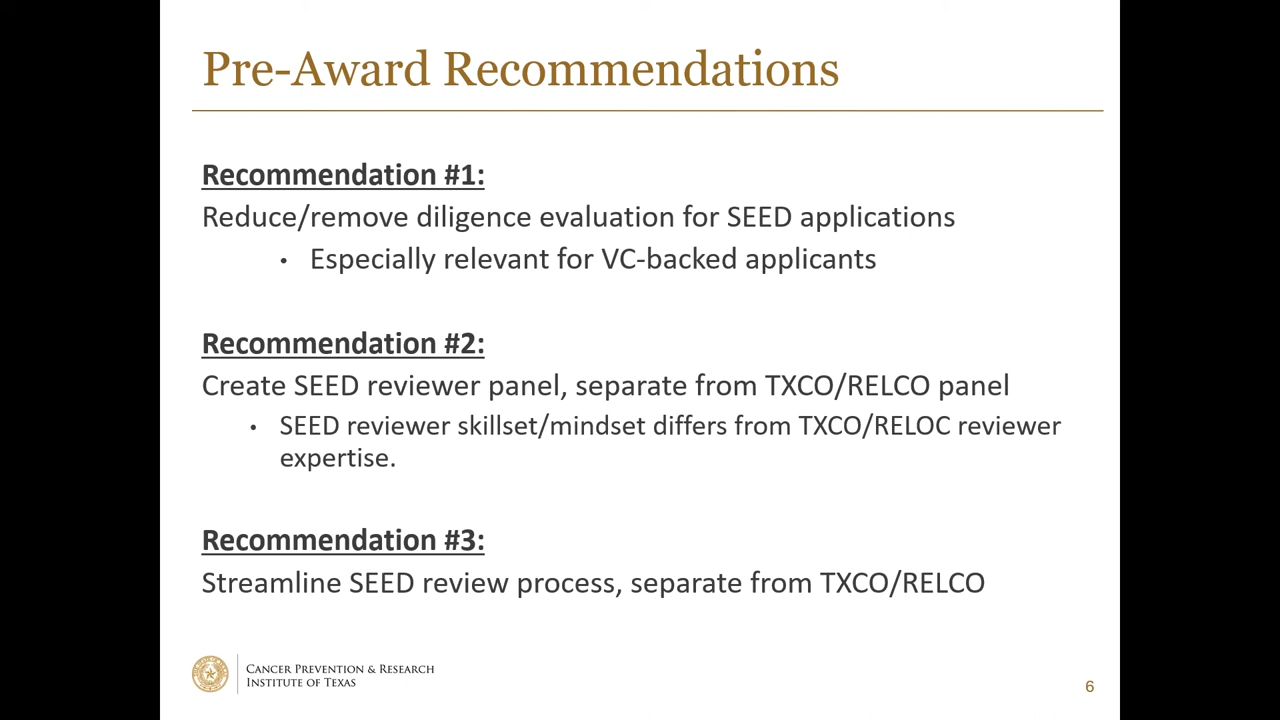 Pre-Award Recommendations
Recommendation #1:
Reduce/remove diligence evaluation for SEED applications
• Especially relevant for VC-backed applicants
Recommendation #2:
Create SEED reviewer panel, separate from TXCO/RELCO panel
• SEED reviewer skillset/mindset differs from TXCO/RELOC reviewer
expertise.
Recommendation #3:
Streamline SEED review process, separate from TXCO/RELCO
Cancer Prevention & Research
Institute of Texas
6